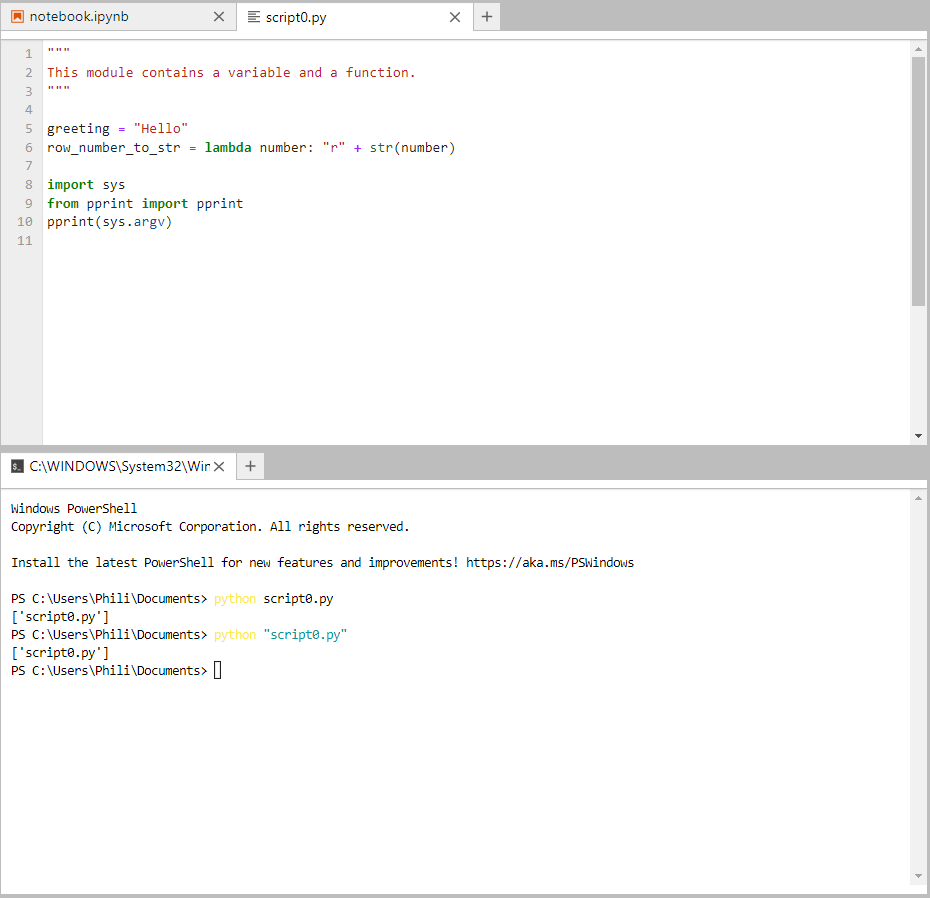 notebook.ipynb
script0.py
1 """
2 This module contains a variable and a function.
3 """
4
5 greeting = "Hello"
6 row_number_to_str = lambda number: "r" + str(number)
7
8 import sys
9 from pprint import pprint
10 pprint(sys.argv)
11
C:\WINDOWS\System32\Win
Windows PowerShell
Copyright (C) Microsoft Corporation. All rights reserved.
Install the latest PowerShell for new features and improvements! https://aka.ms/PSWindows
PS C:\Users\Phili\Documents> python script0.py
['script0.py']
PS C:\Users\Phili\Documents> python "script0.py"
['script0.py']
PS C:\Users\Phili\Documents>